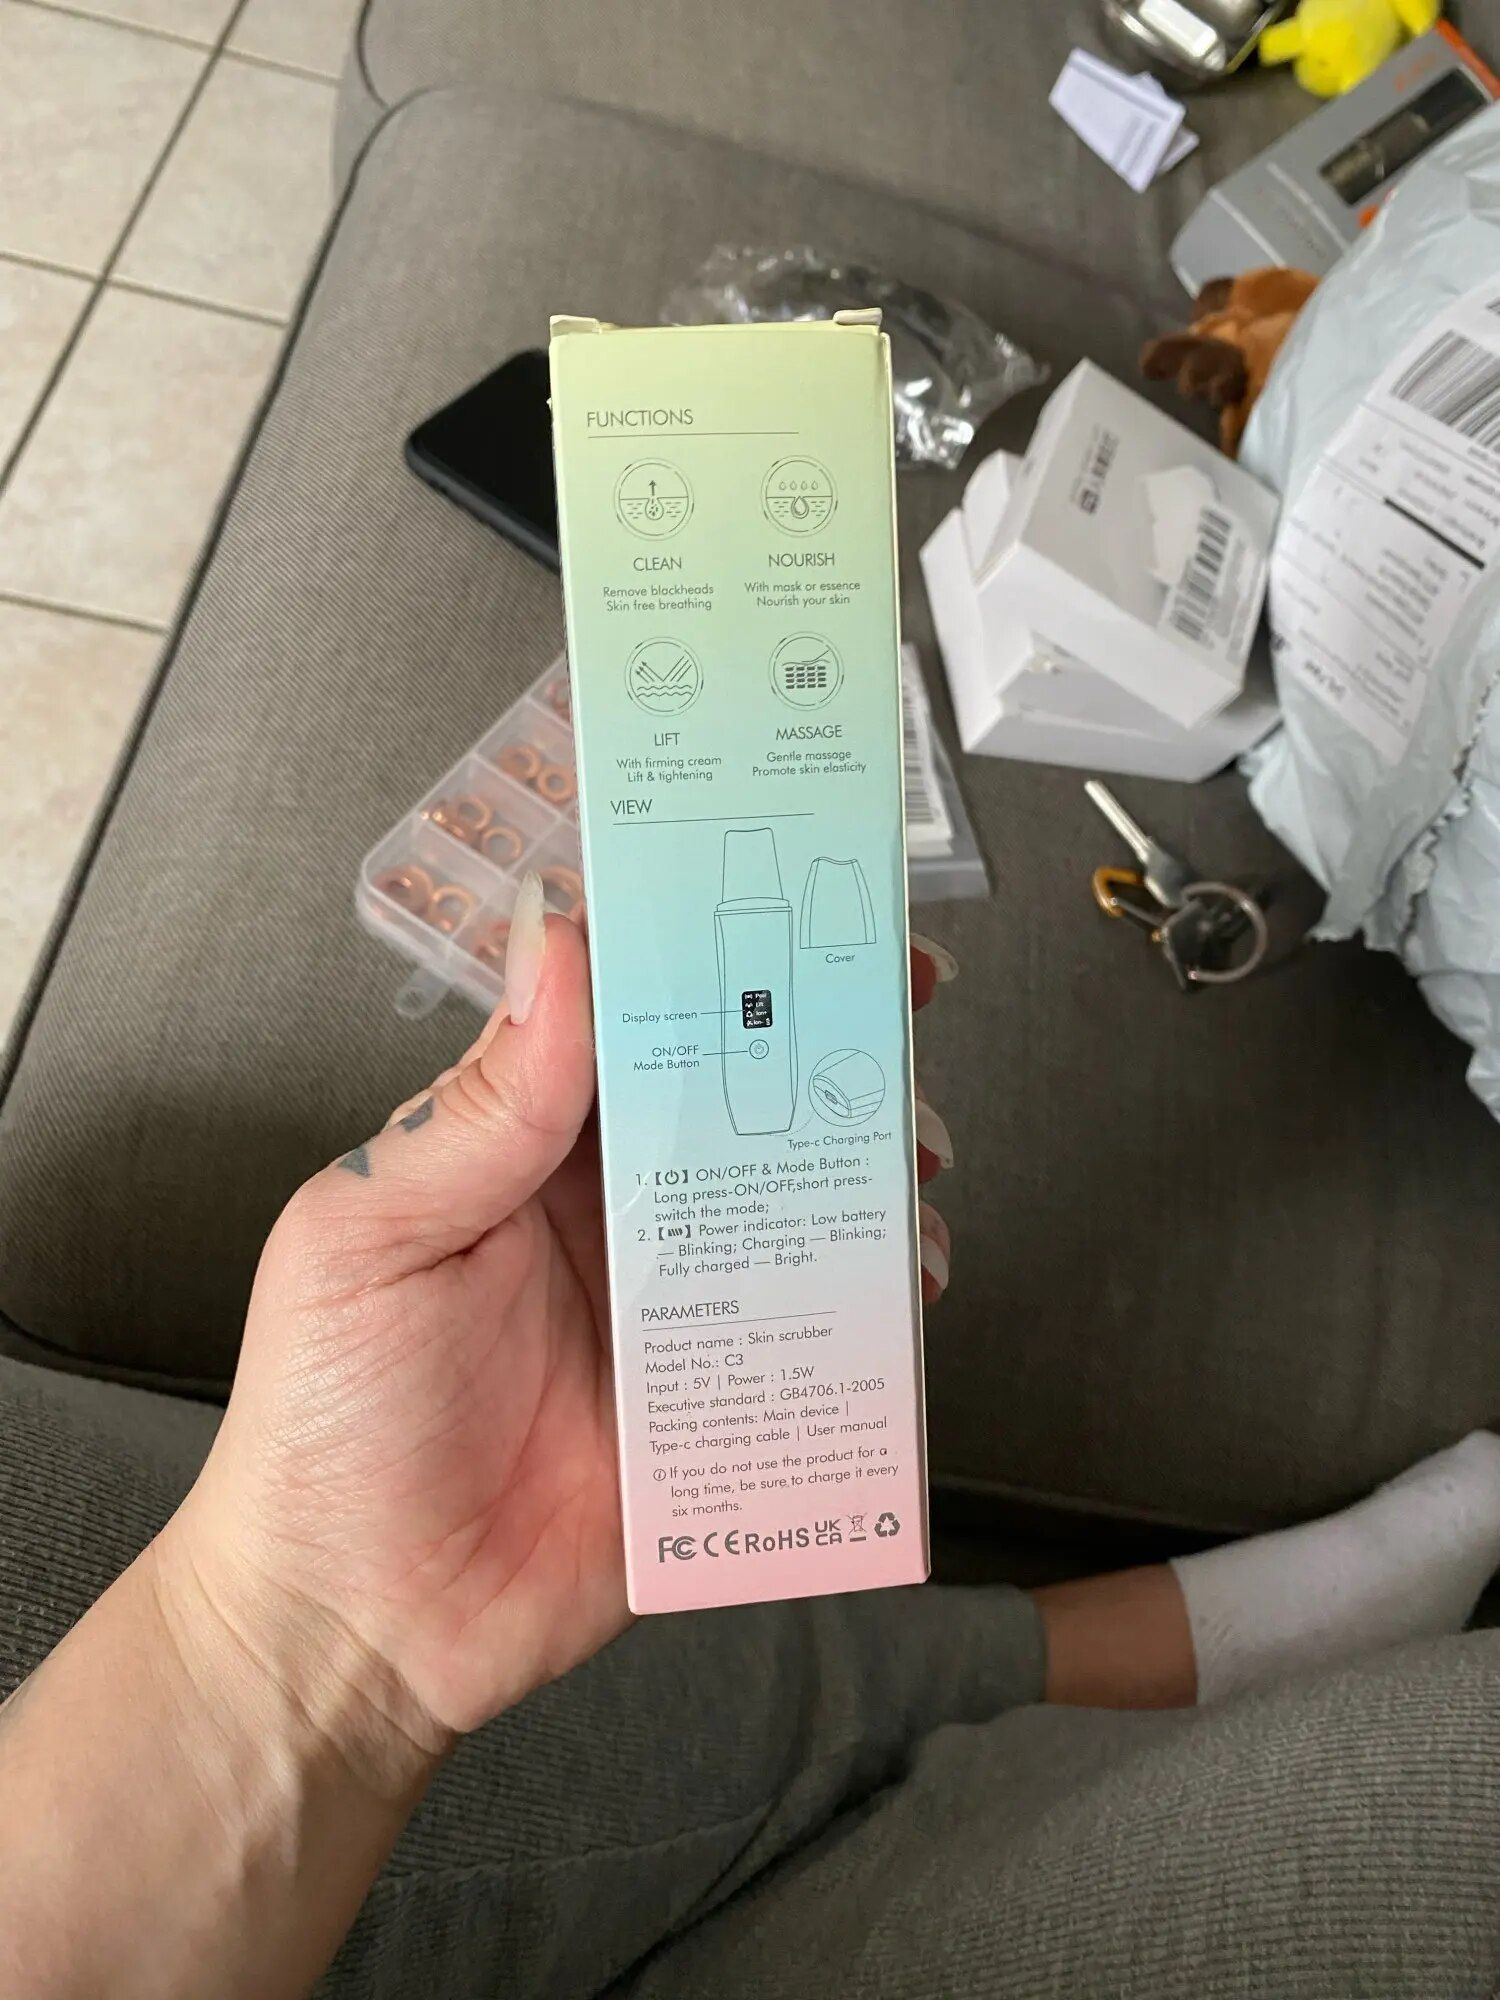 FUNCTIONS
CLEAN
Remove blackheads
Skin free breathing
NOURISH
With mask or essence
Nourish your skin
LIFT
With firming cream
Lift & tightening
MASSAGE
Gentle massage
Promote skin elasticity
VIEW
Cover
Display screen
Peel
Lift
Ion+
Ion-
ON/OFF
Mode Button
Type-c Charging Port
1.【⏻】ON/OFF & Mode Button :
Long press-ON/OFF,short press-
switch the mode;
2.【】Power indicator: Low battery
— Blinking; Charging — Blinking;
Fully charged — Bright.
PARAMETERS
Product name : Skin scrubber
Model No.: C3
Input : 5V | Power : 1.5W
Executive standard : GB4706.1-2005
Packing contents: Main device |
Type-c charging cable | User manual
If you do not use the product for a
long time, be sure to charge it every
six months.
FC CE RoHS UK
CA